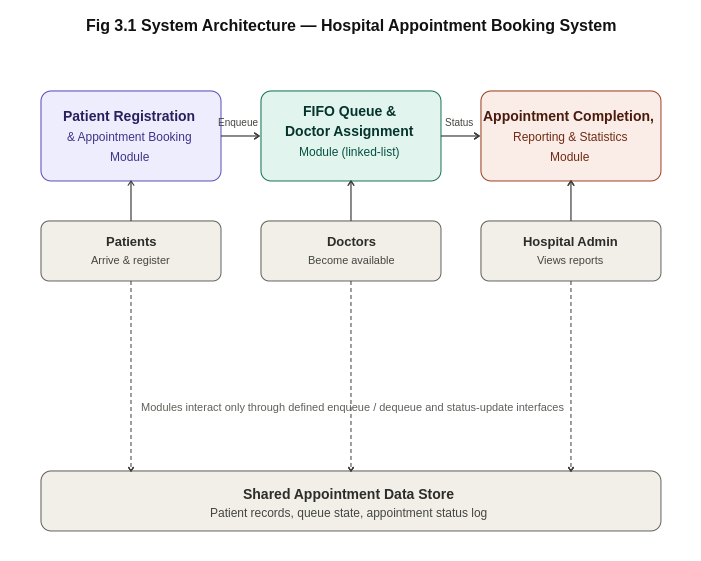 Fig 3.1 System Architecture — Hospital Appointment Booking System
Patient Registration
& Appointment Booking
Module
Enqueue
FIFO Queue &
Doctor Assignment
Module (linked-list)
Status
Appointment Completion,
Reporting & Statistics
Module
Patients
Arrive & register
Doctors
Become available
Hospital Admin
Views reports
Modules interact only through defined enqueue / dequeue and status-update interfaces
Shared Appointment Data Store
Patient records, queue state, appointment status log